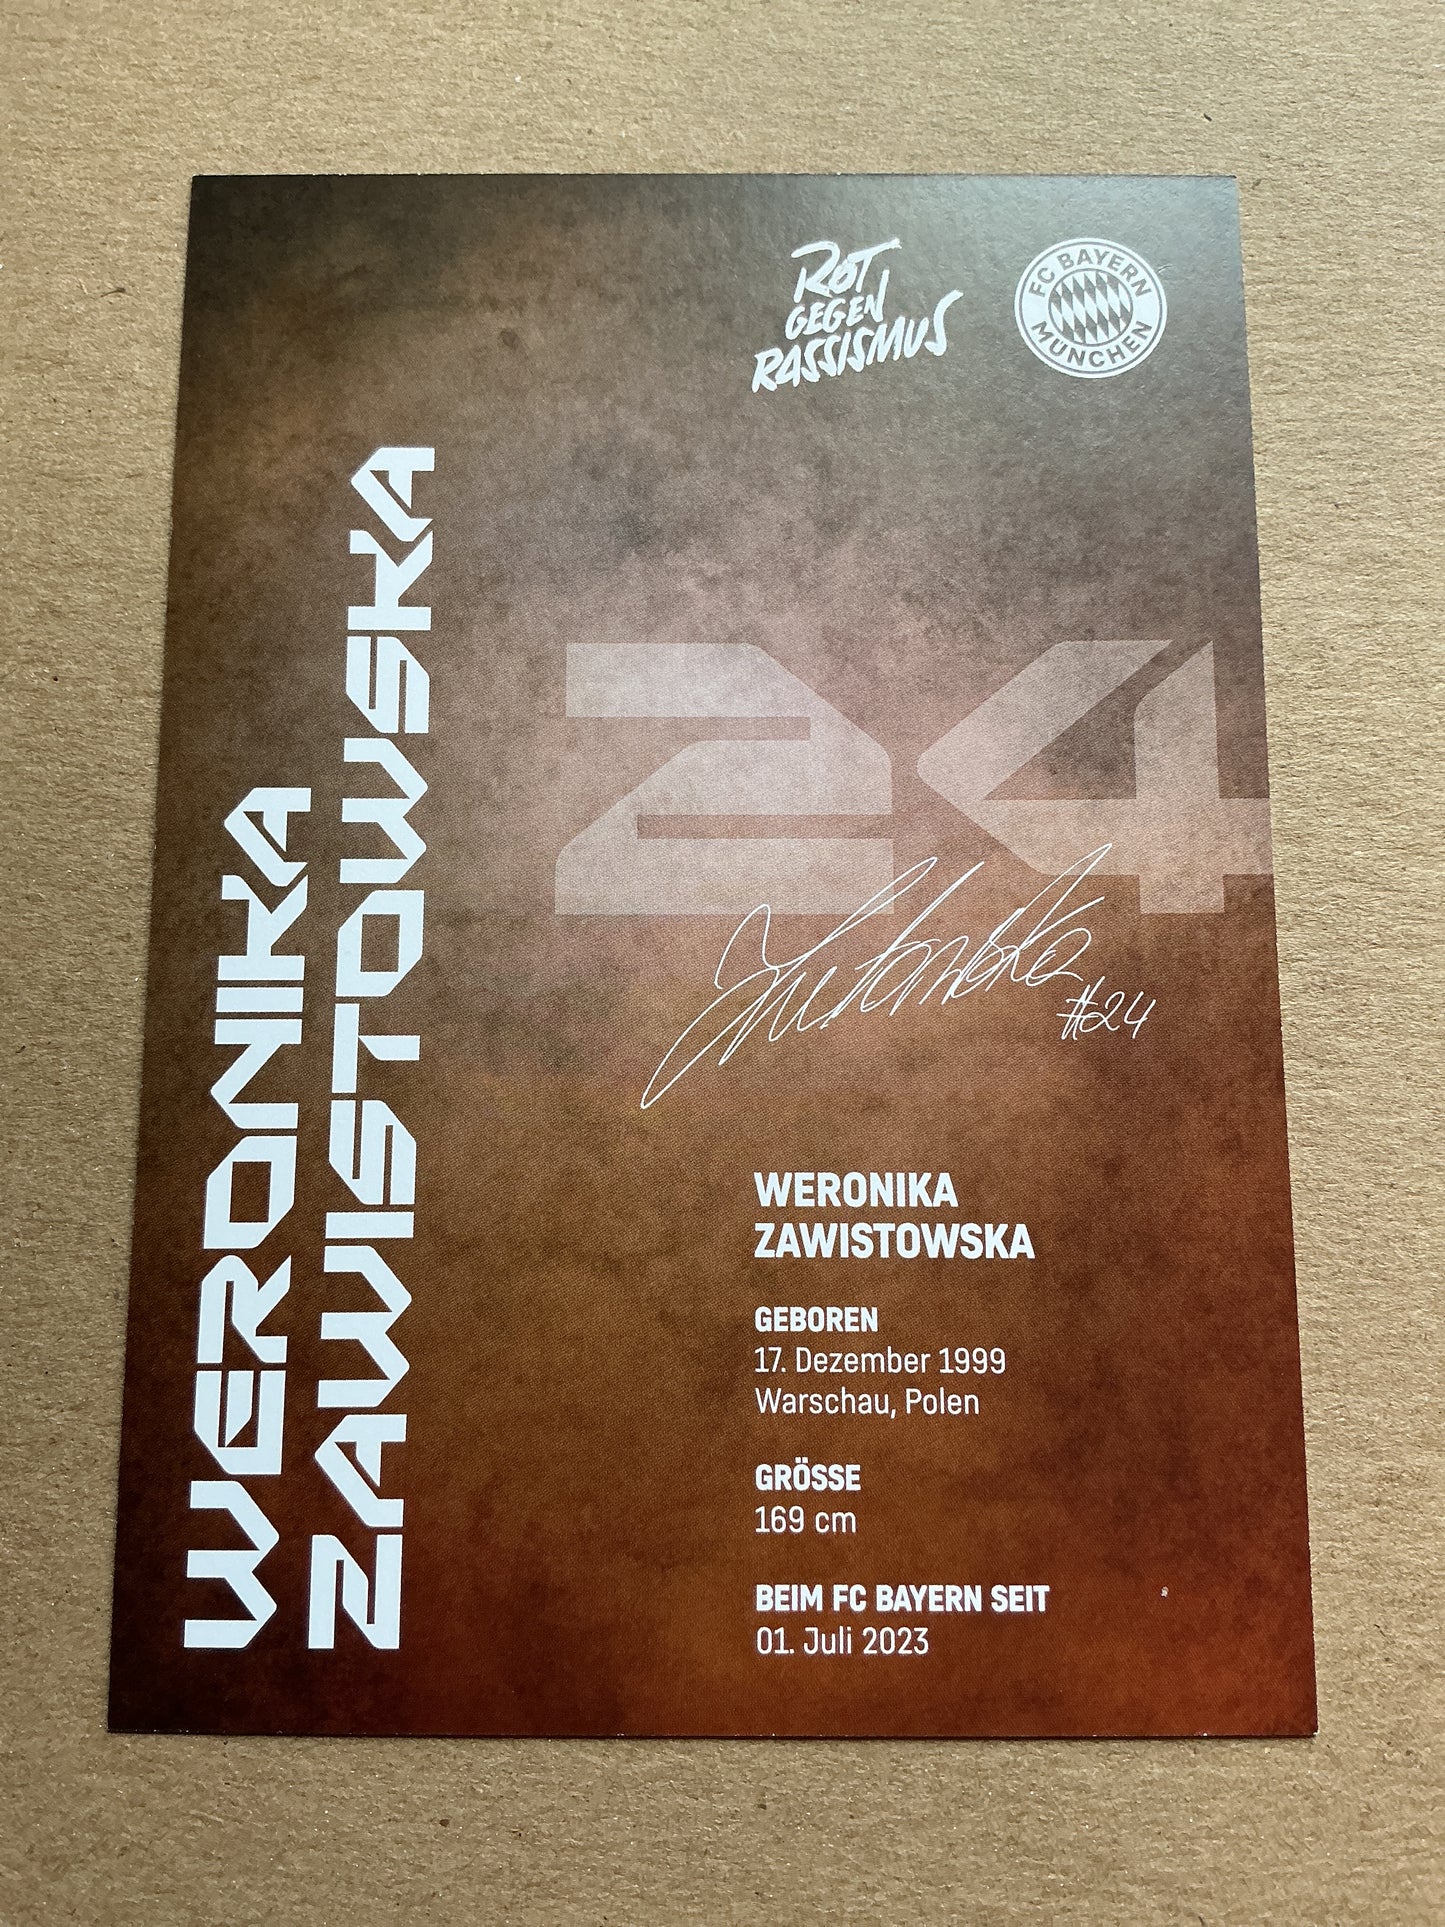 ROT
GEGEN
RASSISMUS
FC BAYERN
MÜNCHEN
WERONIKA
ZAWISTOWSKA
24
#24
WERONIKA
ZAWISTOWSKA
GEBOREN
17. Dezember 1999
Warschau, Polen
GRÖSSE
169 cm
BEIM FC BAYERN SEIT
01. Juli 2023